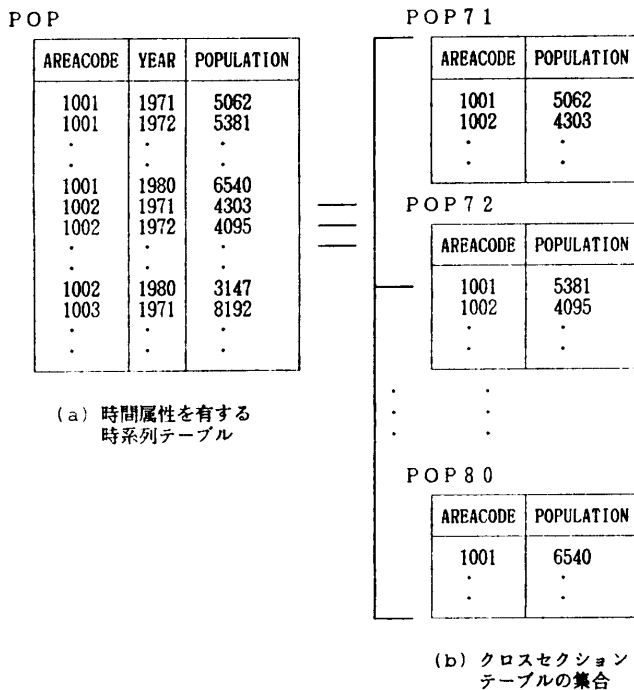 POP
AREACODE YEAR POPULATION
1001 1971 5062
1001 1972 5381
. . .
. . .
1001 1980 6540
1002 1971 4303
1002 1972 4095
. . .
. . .
1002 1980 3147
1003 1971 8192
. . .
. . .
(a) 時間属性を有する
時系列テーブル
POP71
AREACODE POPULATION
1001 5062
1002 4303
. .
. .
POP72
AREACODE POPULATION
1001 5381
1002 4095
. .
. .
. .
. .
. .
POP80
AREACODE POPULATION
1001 6540
. .
. .
(b) クロスセクション
テーブルの集合